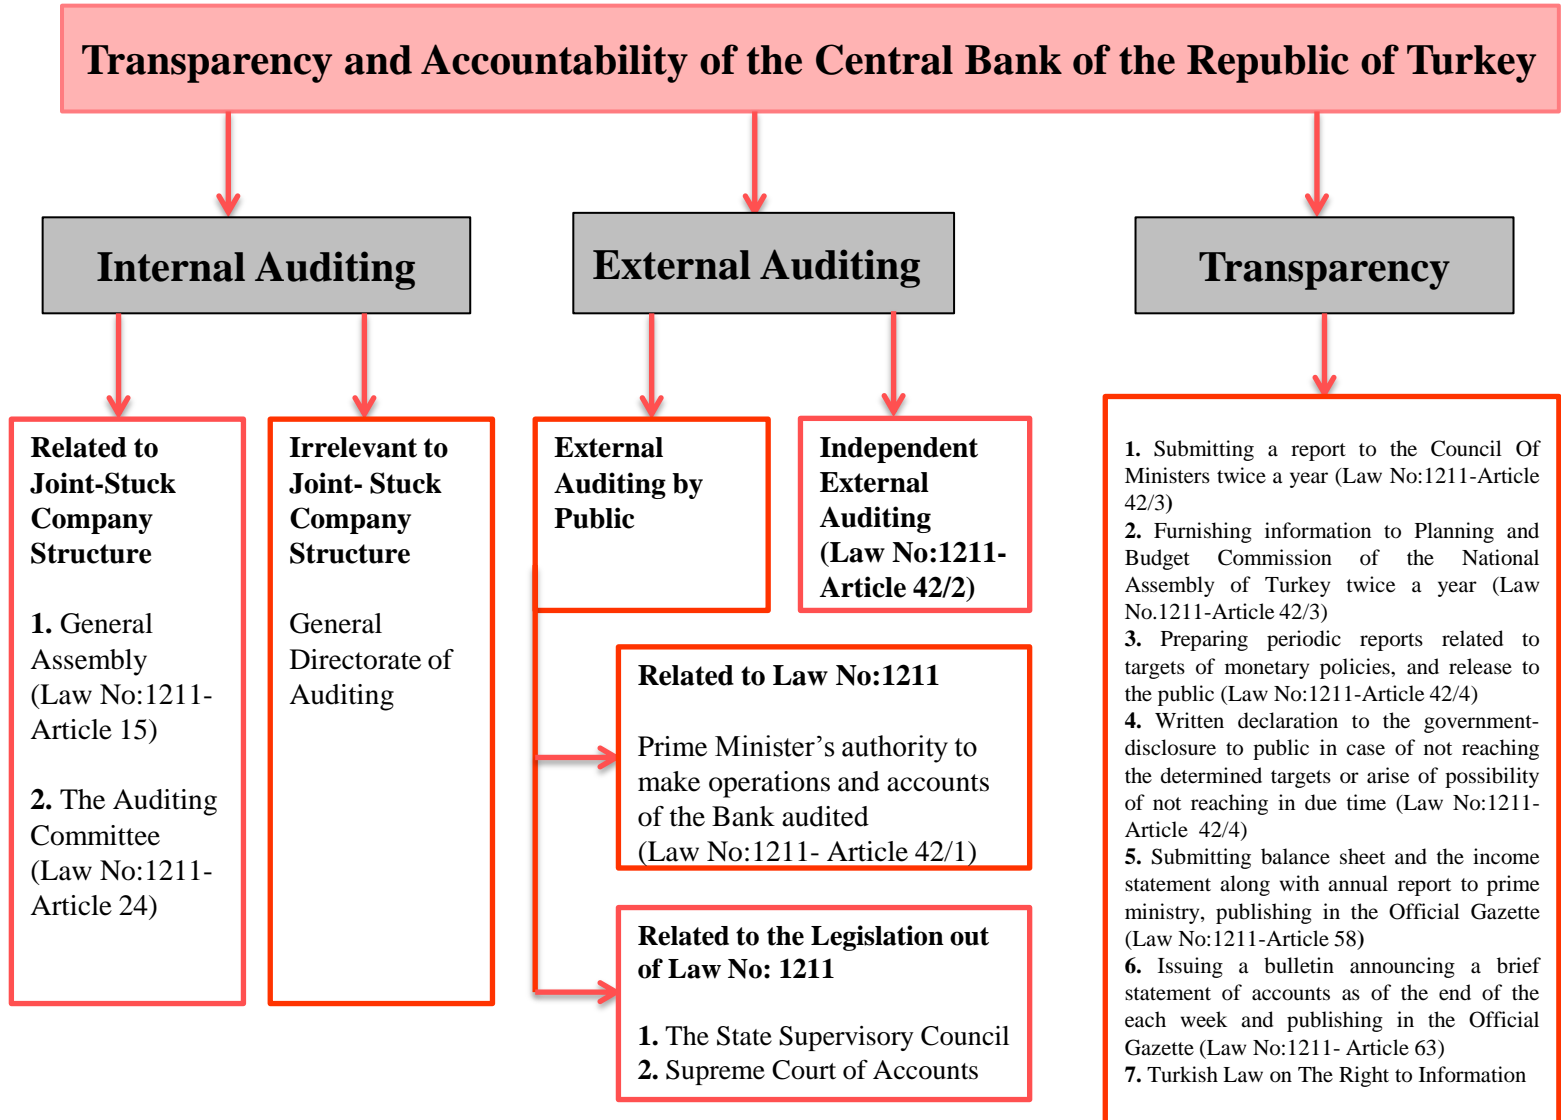 Transparency and Accountability of the Central Bank of the Republic of Turkey
Internal Auditing
External Auditing
Transparency
Related to
Joint-Stuck
Company
Structure
1. General
Assembly
(Law No:1211-
Article 15)
2. The Auditing
Committee
(Law No:1211-
Article 24)
Irrelevant to
Joint- Stuck
Company
Structure
General
Directorate of
Auditing
External
Auditing by
Public
Independent
External
Auditing
(Law No:1211-
Article 42/2)
Related to Law No:1211
Prime Minister’s authority to
make operations and accounts
of the Bank audited
(Law No:1211- Article 42/1)
Related to the Legislation out
of Law No: 1211
1. The State Supervisory Council
2. Supreme Court of Accounts
1. Submitting a report to the Council Of
Ministers twice a year (Law No:1211-Article
42/3)
2. Furnishing information to Planning and
Budget Commission of the National
Assembly of Turkey twice a year (Law
No.1211-Article 42/3)
3. Preparing periodic reports related to
targets of monetary policies, and release to
the public (Law No:1211-Article 42/4)
4. Written declaration to the government-
disclosure to public in case of not reaching
the determined targets or arise of possibility
of not reaching in due time (Law No:1211-
Article 42/4)
5. Submitting balance sheet and the income
statement along with annual report to prime
ministry, publishing in the Official Gazette
(Law No:1211-Article 58)
6. Issuing a bulletin announcing a brief
statement of accounts as of the end of the
each week and publishing in the Official
Gazette (Law No:1211- Article 63)
7. Turkish Law on The Right to Information